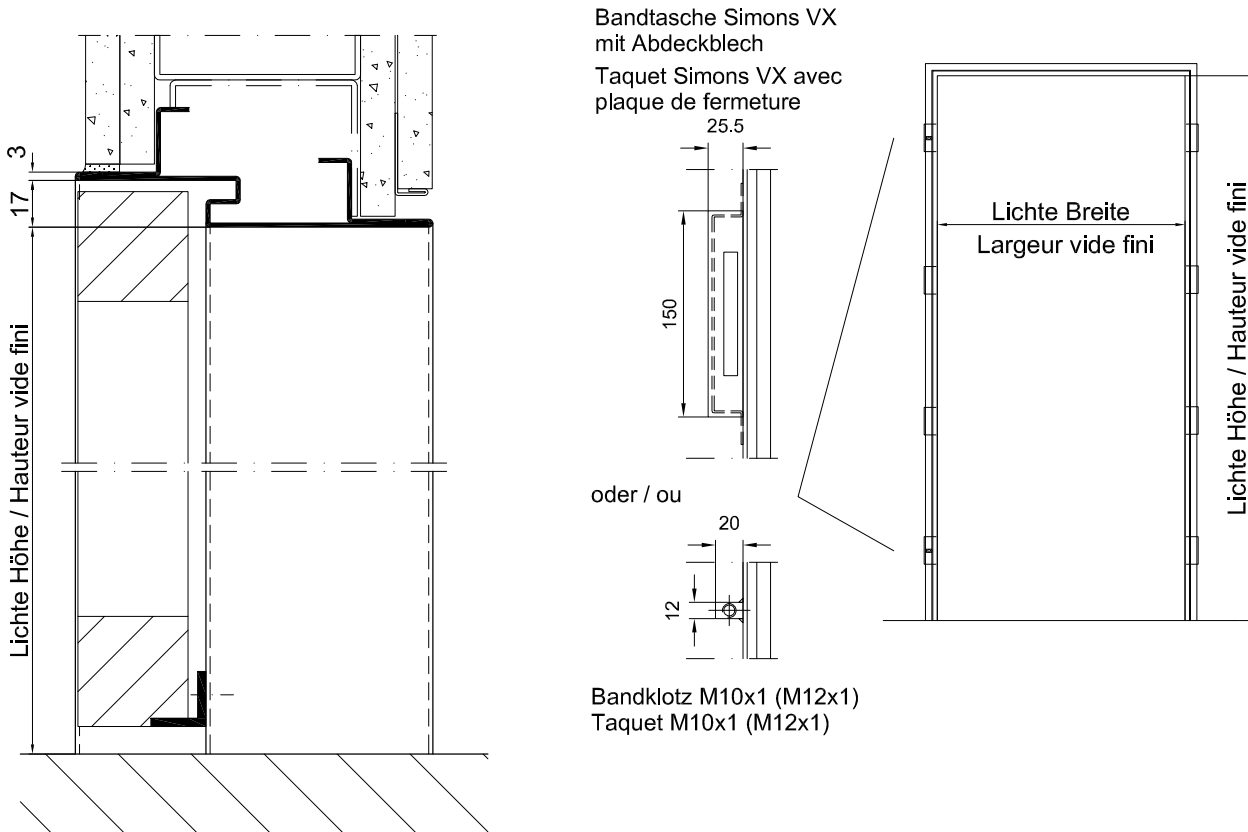 3
17
Lichte Höhe / Hauteur vide fini
Bandtasche Simons VX
mit Abdeckblech
Taquet Simons VX avec
plaque de fermeture
25.5
150
oder / ou
20
12
Bandklotz M10x1 (M12x1)
Taquet M10x1 (M12x1)
Lichte Breite
Largeur vide fini
Lichte Höhe / Hauteur vide fini